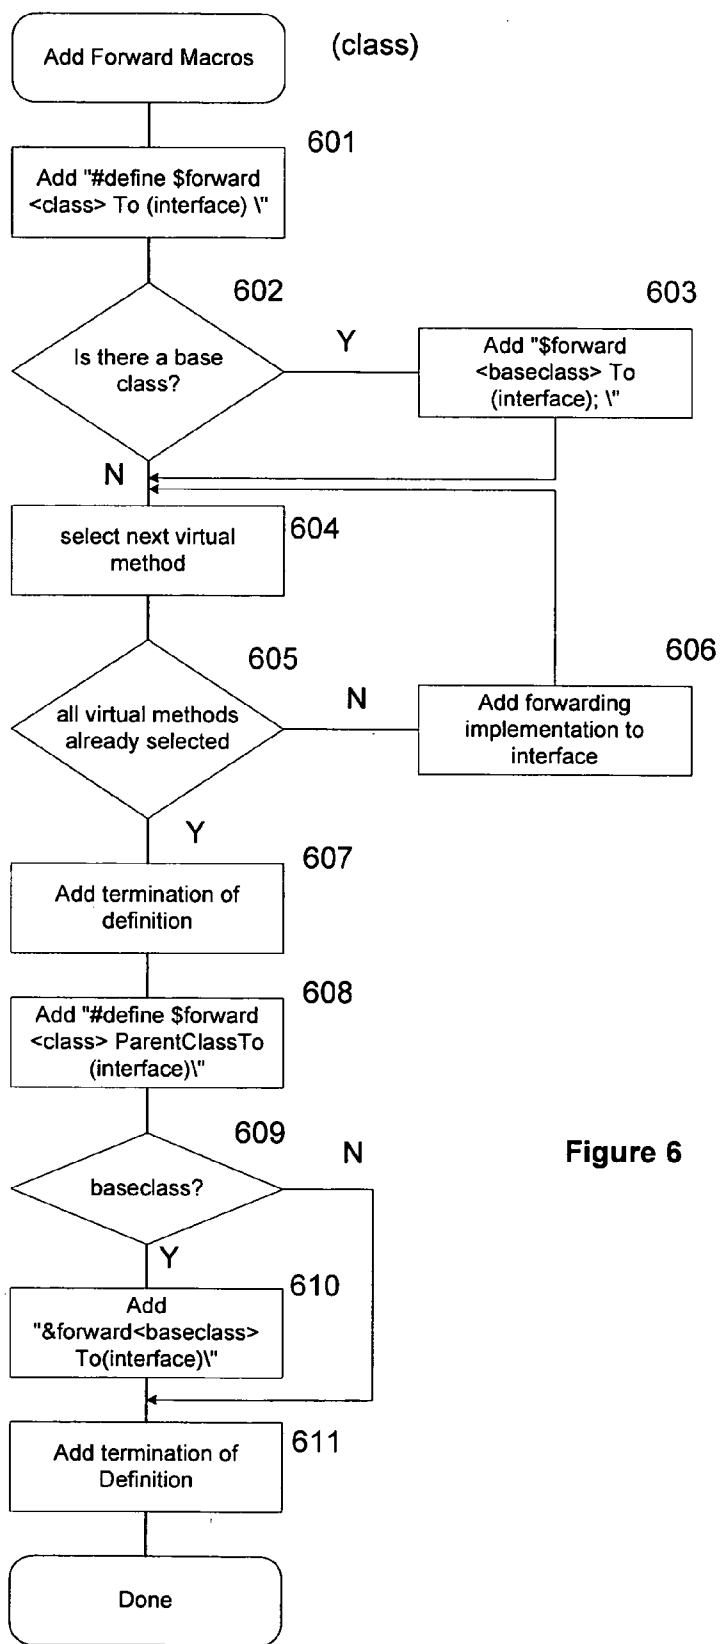 Add Forward Macros
(class)
601
Add "#define $forward
<class> To (interface) \"
602
Is there a base
class?
Y
603
Add "$forward
<baseclass> To
(interface); \"
N
604
select next virtual
method
605
all virtual methods
already selected
N
606
Add forwarding
implementation to
interface
Y
607
Add termination of
definition
608
Add "#define $forward
<class> ParentClassTo
(interface)\"
609
baseclass?
N
Figure 6
Y
610
Add
"&forward<baseclass>
To(interface)\"
611
Add termination of
Definition
Done